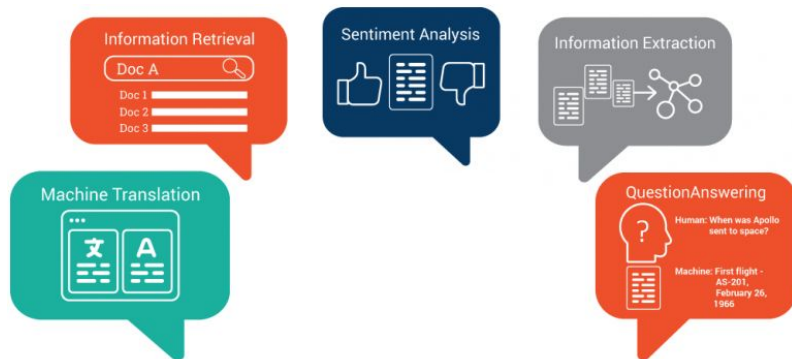 Information Retrieval
Doc A
Doc 1
Doc 2
Doc 3
Sentiment Analysis
Information Extraction
Machine Translation
文 A
QuestionAnswering
?
Human: When was Apollo
sent to space?
Machine: First flight -
AS-201,
February 26,
1966